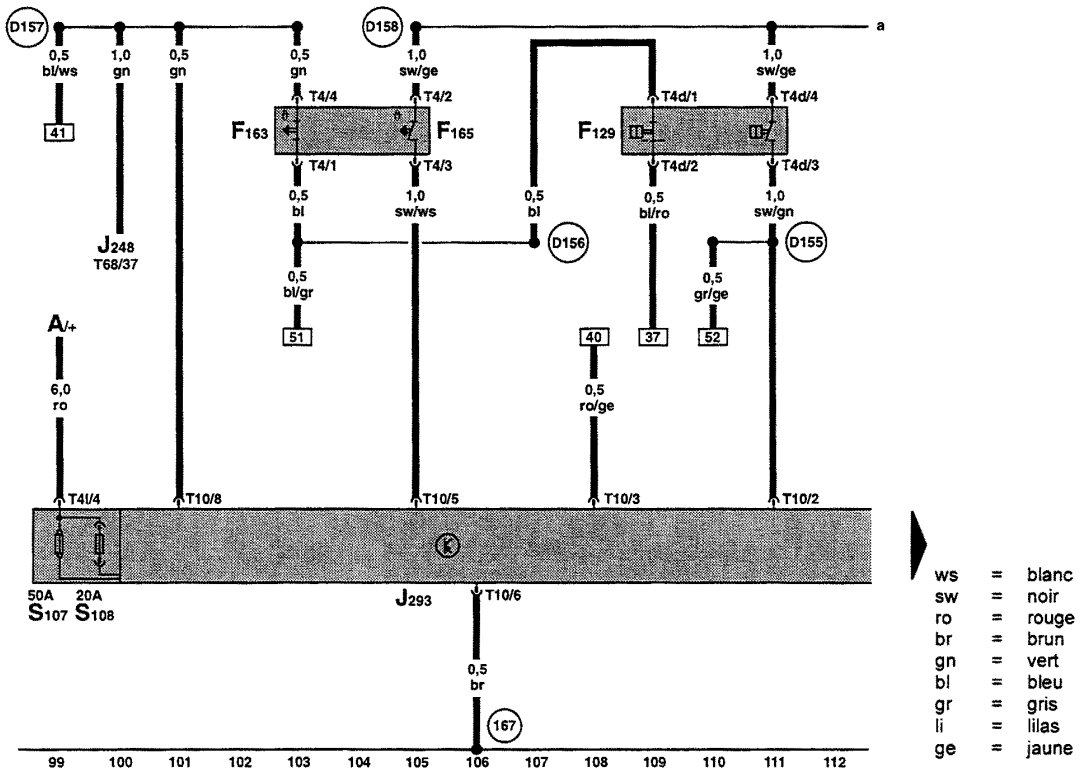 D157
D158
a
0,5
bl/ws
1,0
gn
0,5
gn
0,5
gn
1,0
sw/ge
1,0
sw/ge
T4/4
T4/2
T4d/1
T4d/4
41
F163
F165
F129
T4/1
T4/3
T4d/2
T4d/3
0,5
bl
1,0
sw/ws
0,5
bl
0,5
bl/ro
1,0
sw/gn
J248
T68/37
D156
D155
0,5
bl/gr
0,5
gr/ge
A/+
51
40
37
52
6,0
ro
0,5
ro/ge
T4l/4
T10/8
T10/5
T10/3
T10/2
50A
S107
20A
S108
J293
T10/6
0,5
br
167
99 100 101 102 103 104 105 106 107 108 109 110 111 112
ws = blanc
sw = noir
ro = rouge
br = brun
gn = vert
bl = bleu
gr = gris
li = lilas
ge = jaune